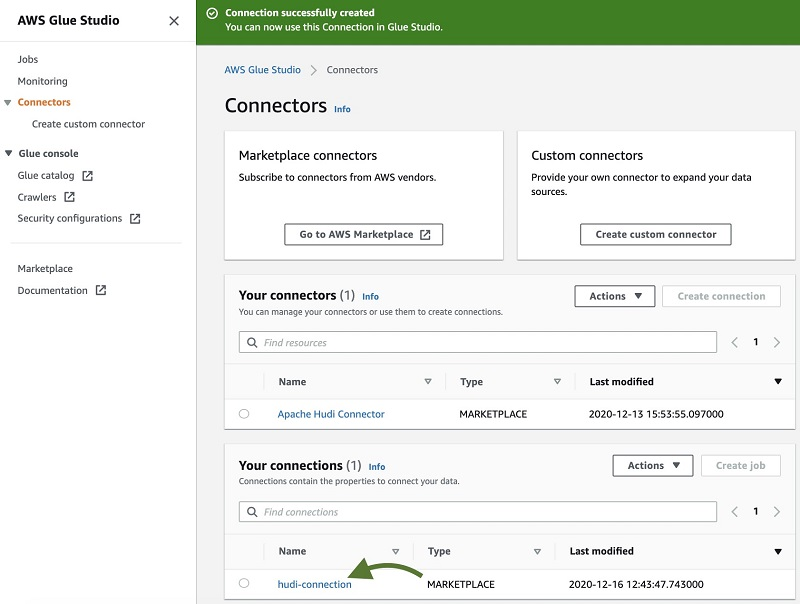 AWS Glue Studio
Connection successfully created
You can now use this Connection in Glue Studio.
Jobs
Monitoring
Connectors
Create custom connector
Glue console
Glue catalog
Crawlers
Security configurations
Marketplace
Documentation
AWS Glue Studio > Connectors
Connectors Info
Marketplace connectors
Subscribe to connectors from AWS vendors.
Go to AWS Marketplace
Custom connectors
Provide your own connector to expand your data
sources.
Create custom connector
Your connectors (1) Info
You can manage your connectors or use them to create connections.
Actions
Create connection
Find resources
1
Name Type Last modified
Apache Hudi Connector MARKETPLACE 2020-12-13 15:53:55.097000
Your connections (1) Info
Connections contain the properties to connect your data.
Actions
Create job
Find connections
1
Name Type Last modified
hudi-connection MARKETPLACE 2020-12-16 12:43:47.743000